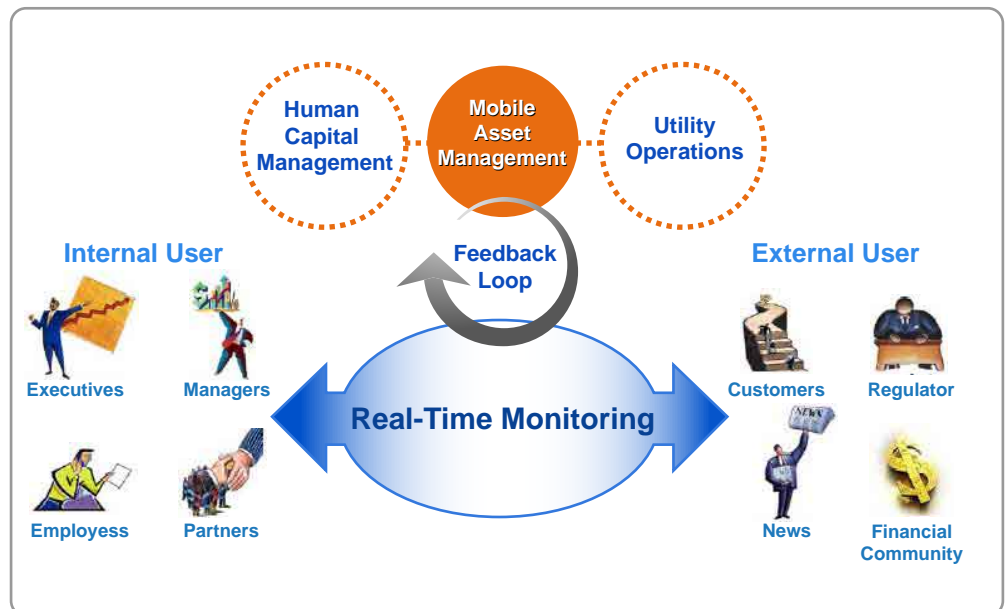 Human
Capital
Management
Mobile
Asset
Management
Utility
Operations
Feedback
Loop
Internal User
External User
Executives
Managers
Customers
Regulator
Real-Time Monitoring
NEWS
Employess
Partners
News
Financial
Community